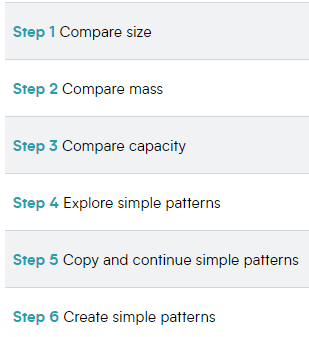 Step 1 Compare size
Step 2 Compare mass
Step 3 Compare capacity
Step 4 Explore simple patterns
Step 5 Copy and continue simple patterns
Step 6 Create simple patterns